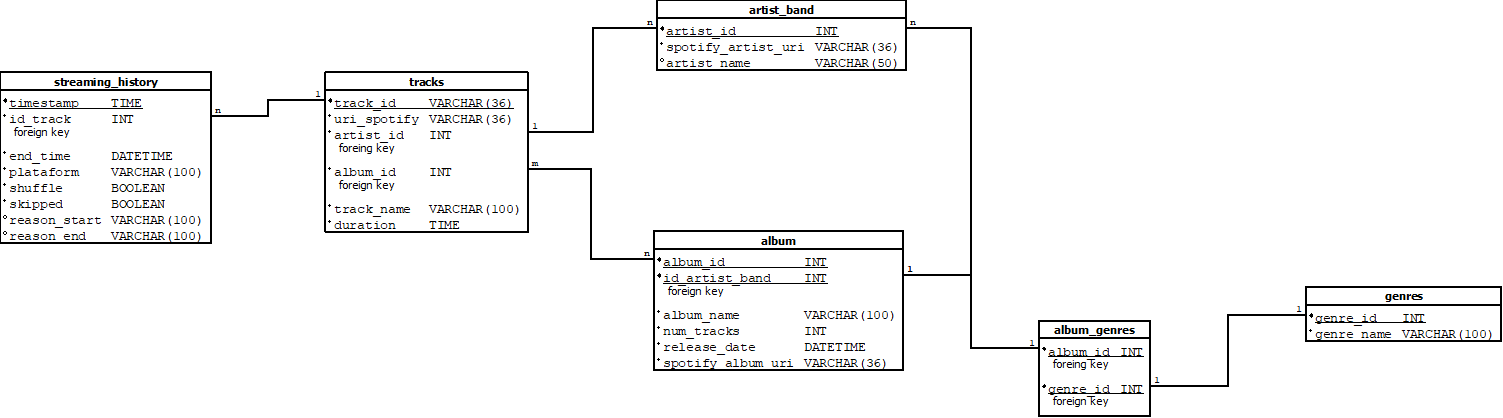 artist_band
n
n
artist_id INT
spotify_artist_uri VARCHAR(36)
artist_name VARCHAR(50)
streaming_history
timestamp TIME
id_track INT
foreign key
end_time DATETIME
plataform VARCHAR(100)
shuffle BOOLEAN
skipped BOOLEAN
reason_start VARCHAR(100)
reason_end VARCHAR(100)
n
1
tracks
track_id VARCHAR(36)
uri_spotify VARCHAR(36)
artist_id INT
foreing key
album_id INT
foreign key
track_name VARCHAR(100)
duration TIME
1
m
n
album
album_id INT
id_artist_band INT
foreign key
album_name VARCHAR(100)
num_tracks INT
release_date DATETIME
spotify_album_uri VARCHAR(36)
1
1
album_genres
album_id INT
foreing key
genre_id INT
foreign key
1
1
genres
genre_id INT
genre_name VARCHAR(100)